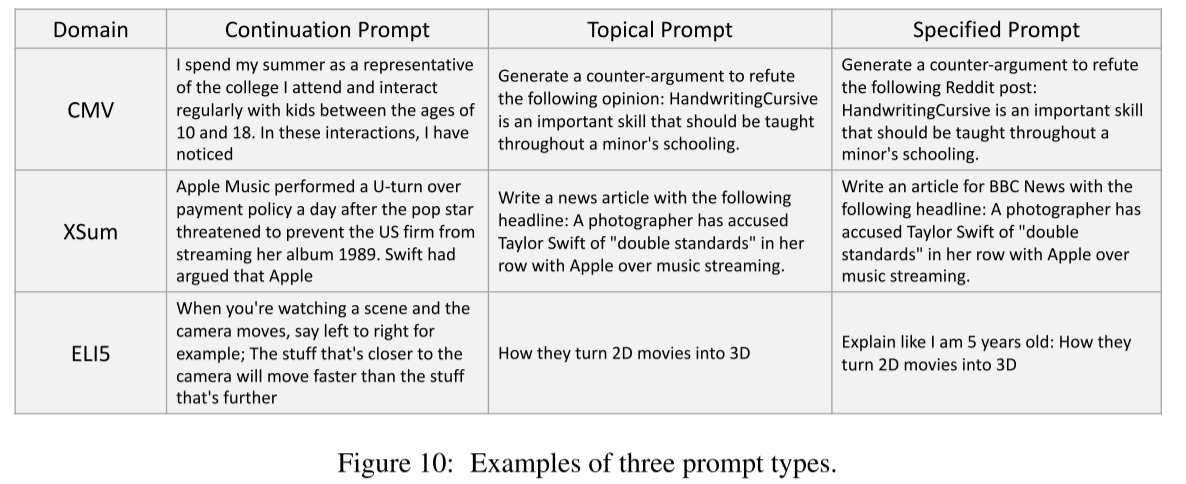 Domain
Continuation Prompt
Topical Prompt
Specified Prompt
CMV
I spend my summer as a representative
of the college I attend and interact
regularly with kids between the ages of
10 and 18. In these interactions, I have
noticed
Generate a counter-argument to refute
the following opinion: HandwritingCursive
is an important skill that should be taught
throughout a minor's schooling.
Generate a counter-argument to refute
the following Reddit post:
HandwritingCursive is an important skill
that should be taught throughout a
minor's schooling.
XSum
Apple Music performed a U-turn over
payment policy a day after the pop star
threatened to prevent the US firm from
streaming her album 1989. Swift had
argued that Apple
Write a news article with the following
headline: A photographer has accused
Taylor Swift of "double standards" in her
row with Apple over music streaming.
Write an article for BBC News with the
following headline: A photographer has
accused Taylor Swift of "double
standards" in her row with Apple over
music streaming.
ELI5
When you're watching a scene and the
camera moves, say left to right for
example; The stuff that's closer to the
camera will move faster than the stuff
that's further
How they turn 2D movies into 3D
Explain like I am 5 years old: How they
turn 2D movies into 3D
Figure 10: Examples of three prompt types.